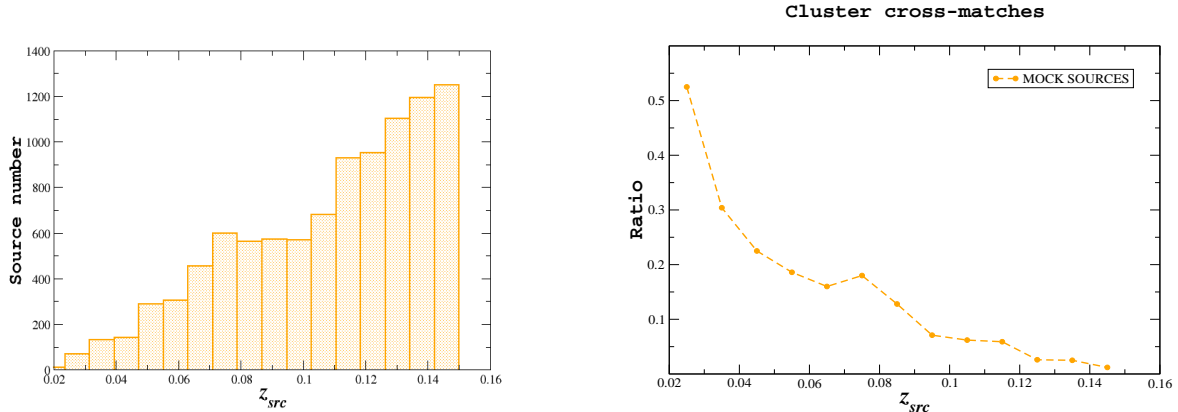 1400
1200
1000
800
600
400
200
0
Source number
0.02 0.04 0.06 0.08 0.1 0.12 0.14 0.16
z_src
Cluster cross-matches
MOCK SOURCES
0.5
0.4
0.3
0.2
0.1
Ratio
0.02 0.04 0.06 0.08 0.1 0.12 0.14 0.16
z_src